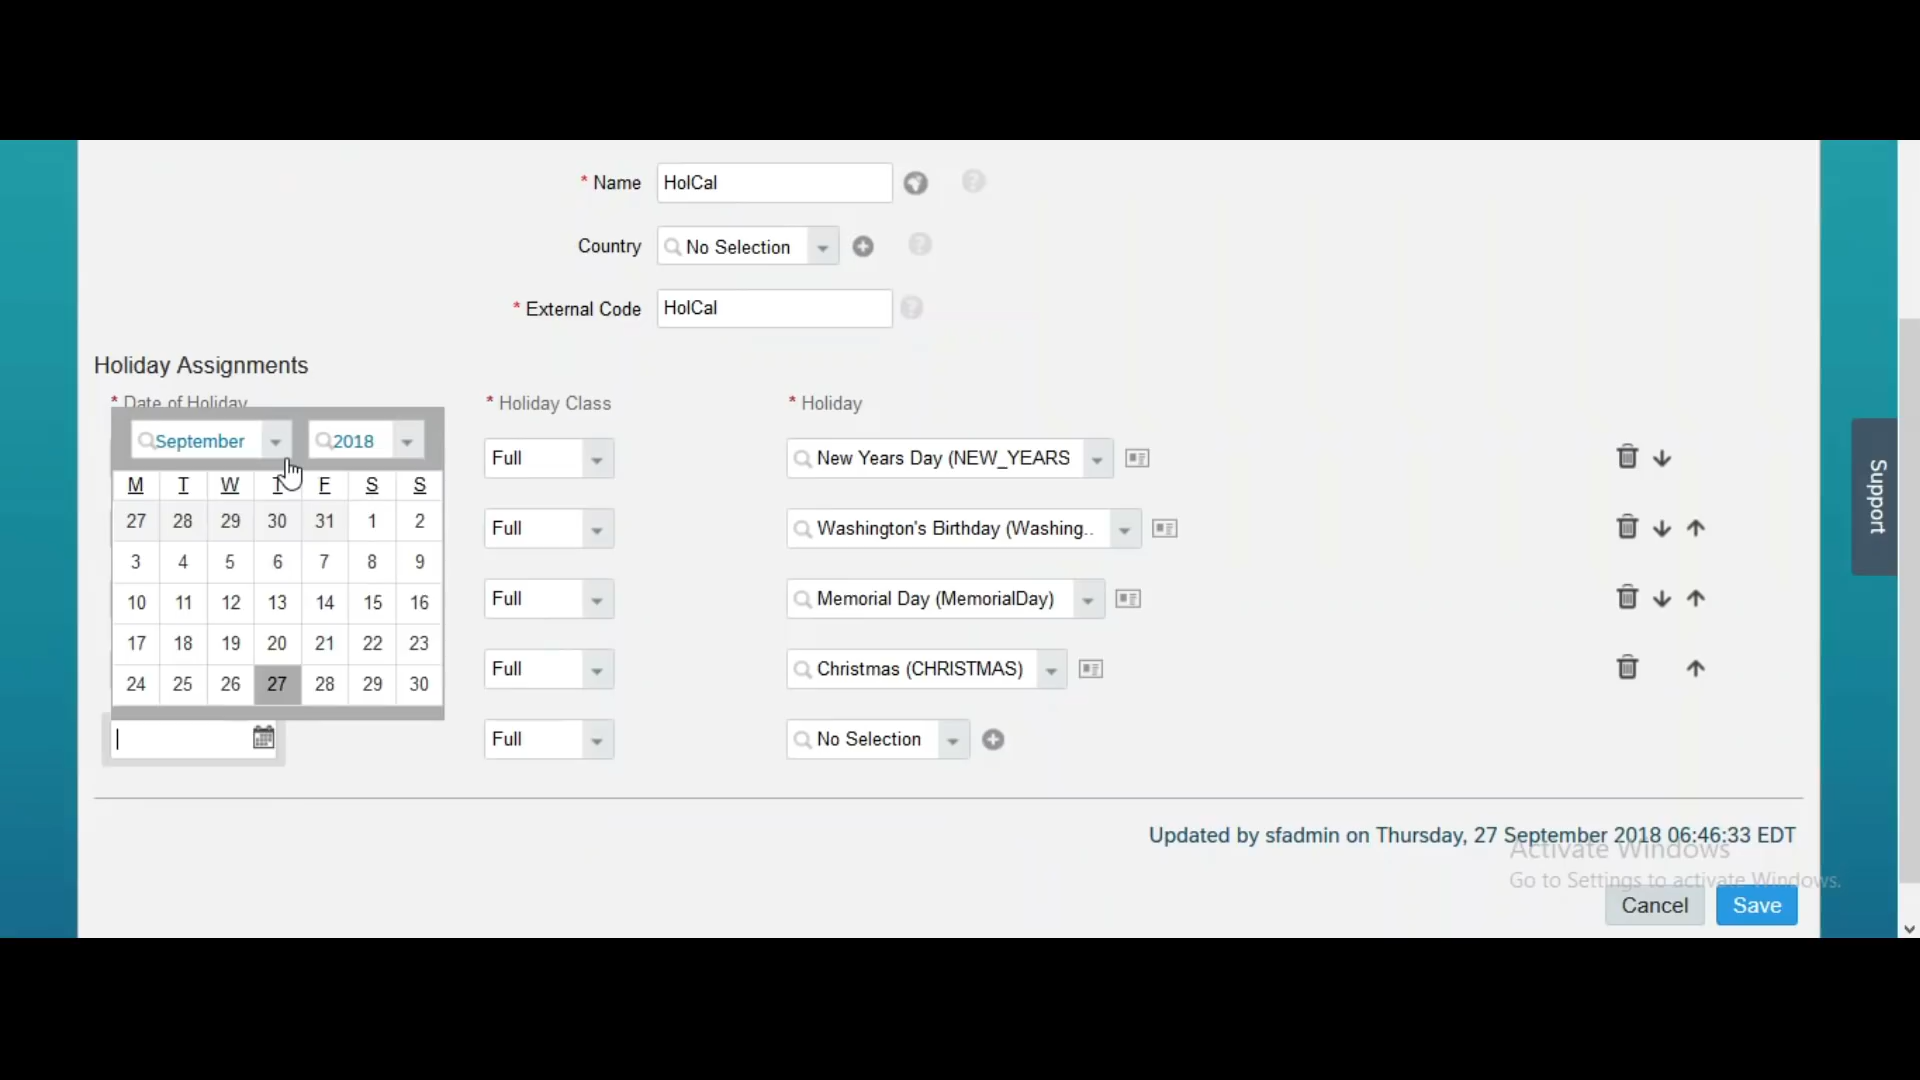 * Name HolCal
Country No Selection
* External Code HolCal
Holiday Assignments
* Date of Holiday * Holiday Class * Holiday
September 2018
M T W T F S S
27 28 29 30 31 1 2
3 4 5 6 7 8 9
10 11 12 13 14 15 16
17 18 19 20 21 22 23
24 25 26 27 28 29 30
Full New Years Day (NEW_YEARS
Full Washington's Birthday (Washing..
Full Memorial Day (MemorialDay)
Full Christmas (CHRISTMAS)
Full No Selection
Support
Updated by sfadmin on Thursday, 27 September 2018 06:46:33 EDT
Activate Windows
Go to Settings to activate Windows.
Cancel Save